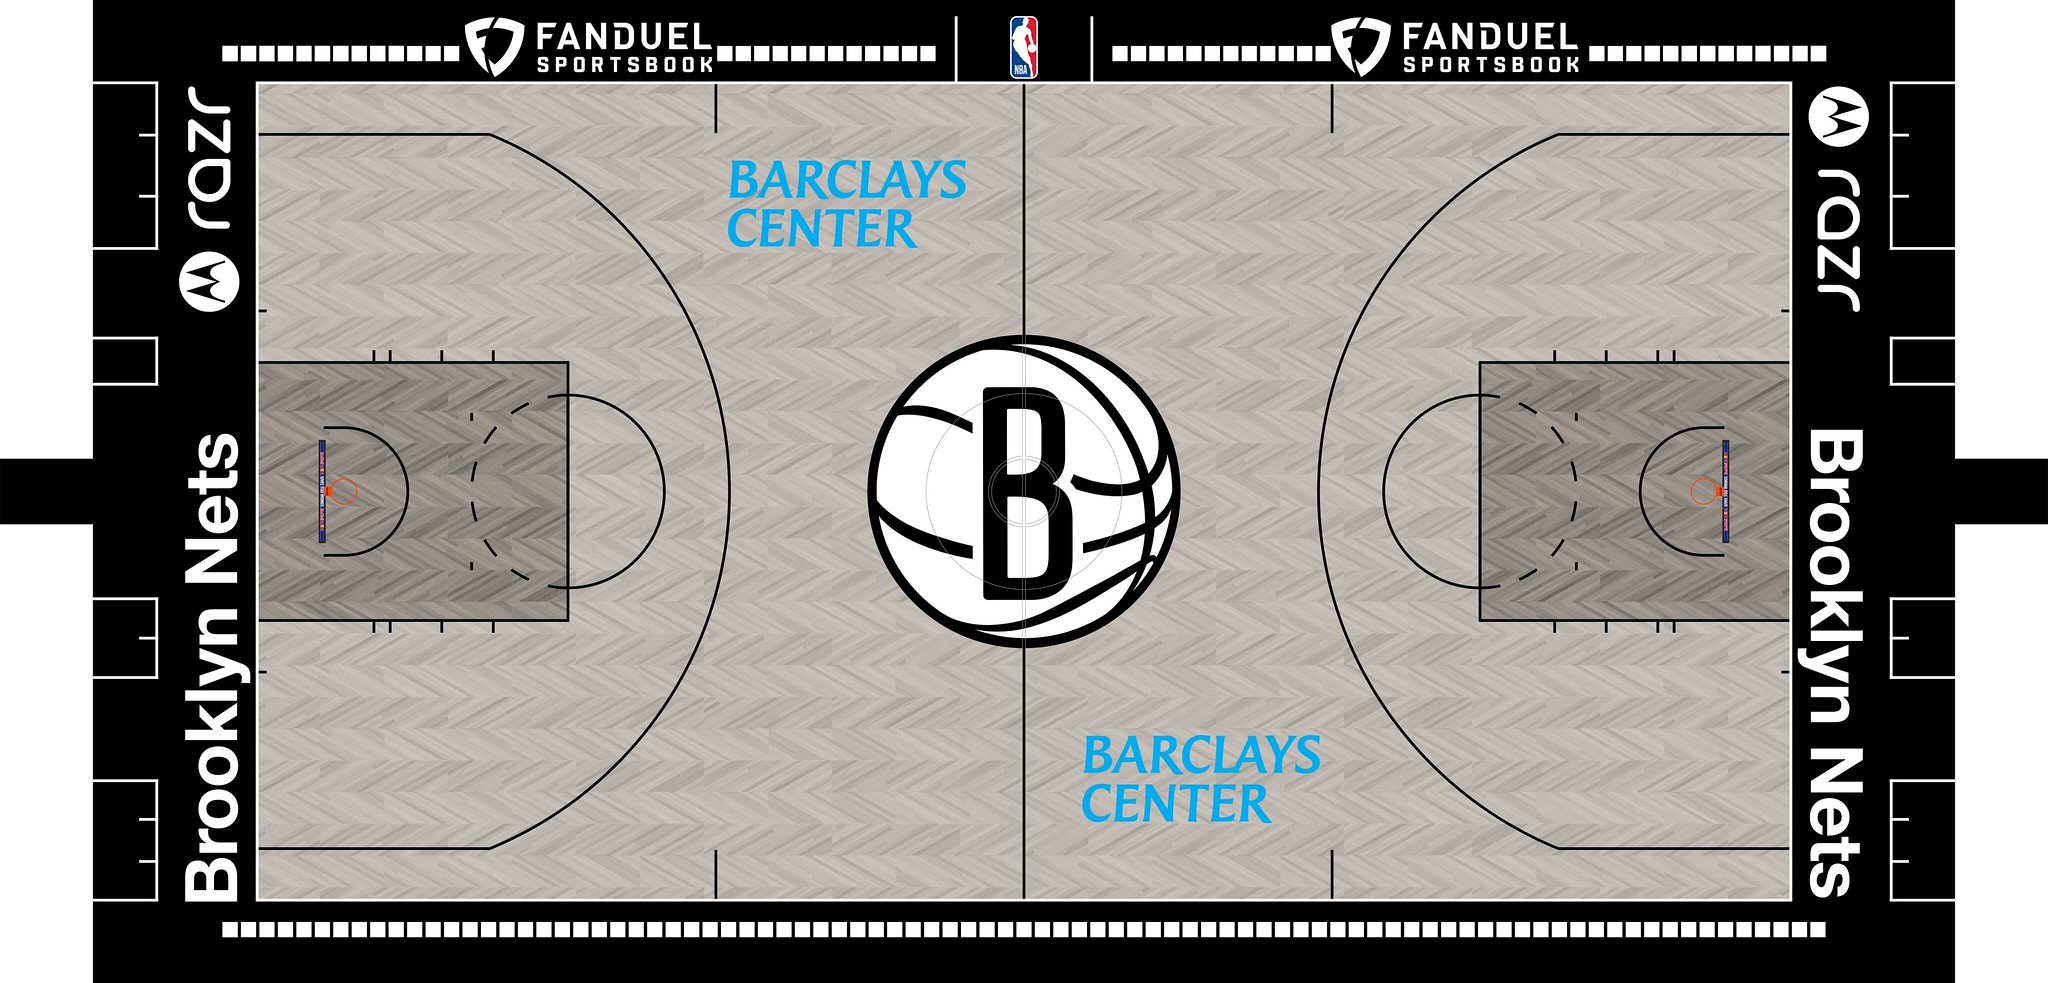 FANDUEL
SPORTSBOOK
NBA
FANDUEL
SPORTSBOOK
razr
razr
BARCLAYS
CENTER
B
Brooklyn Nets
Brooklyn Nets
BARCLAYS
CENTER